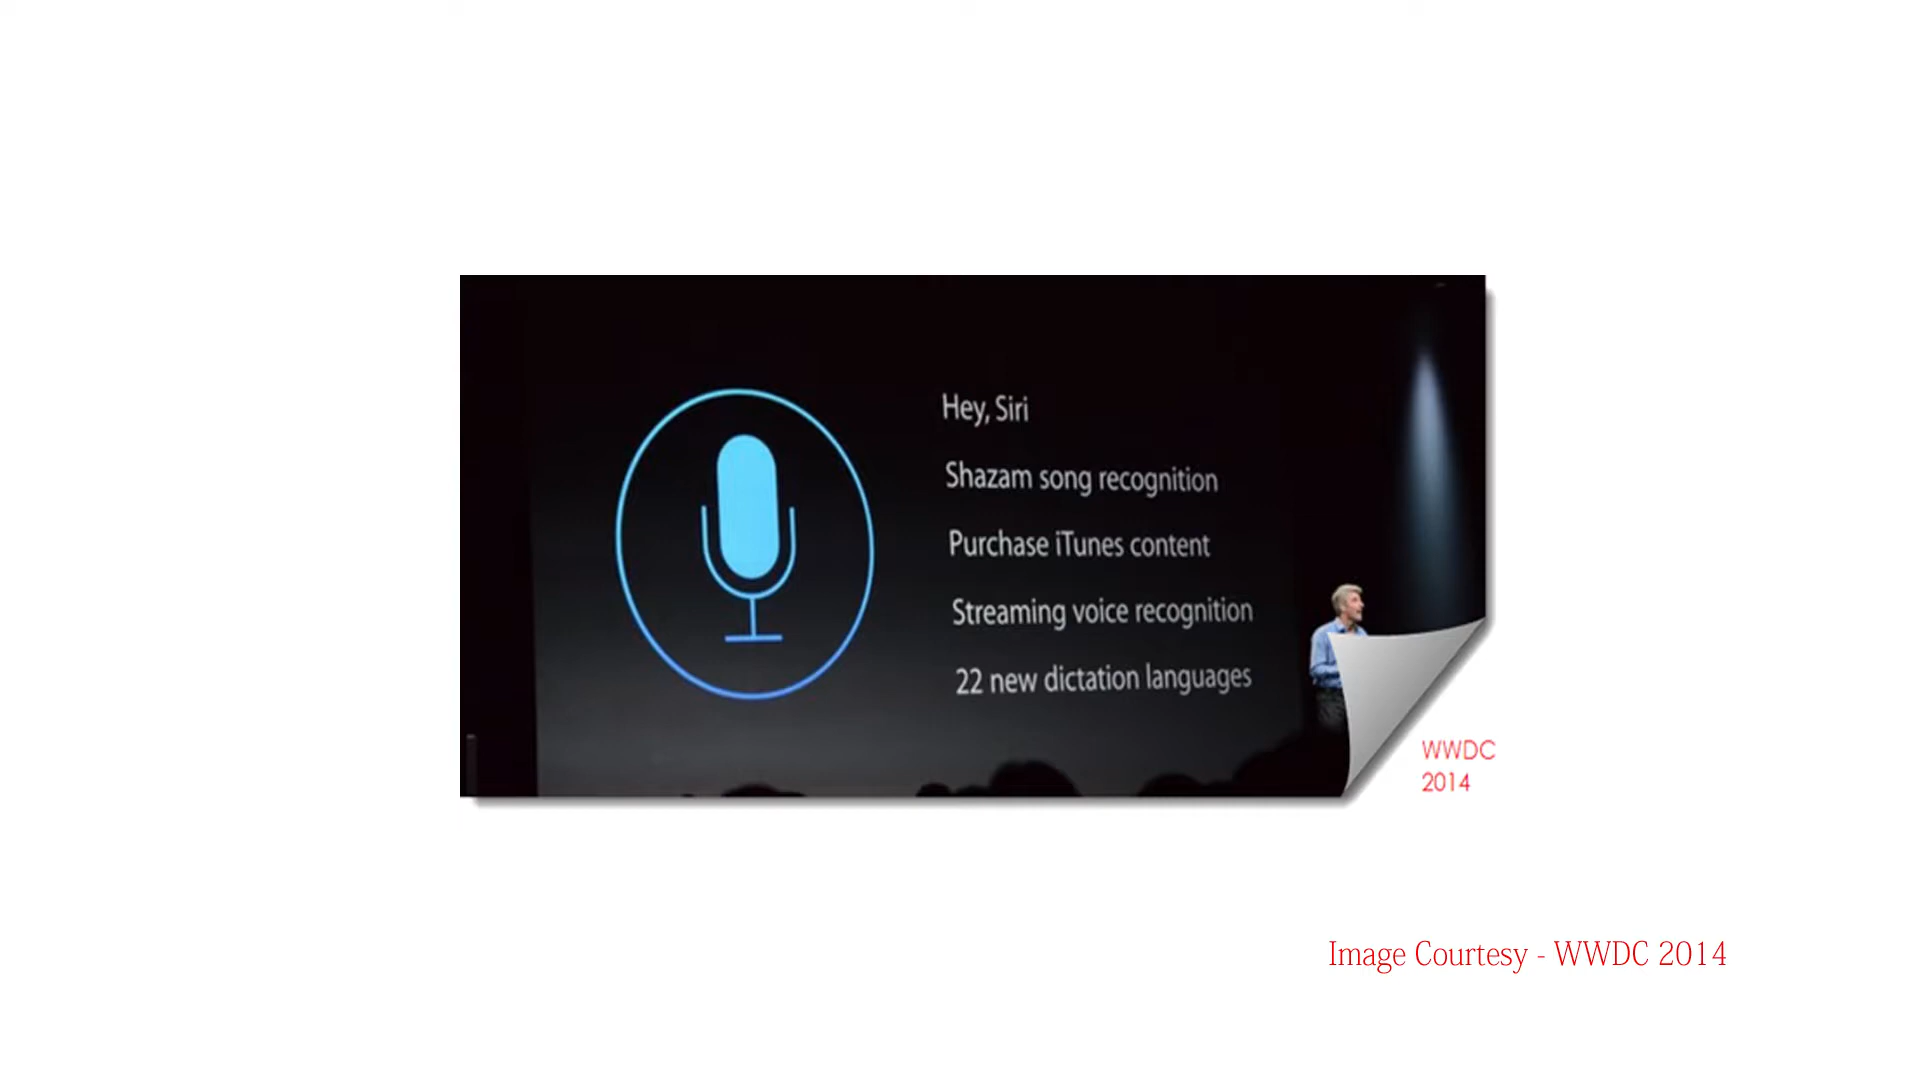 Hey, Siri
Shazam song recognition
Purchase iTunes content
Streaming voice recognition
22 new dictation languages
WWDC
2014
Image Courtesy - WWDC 2014